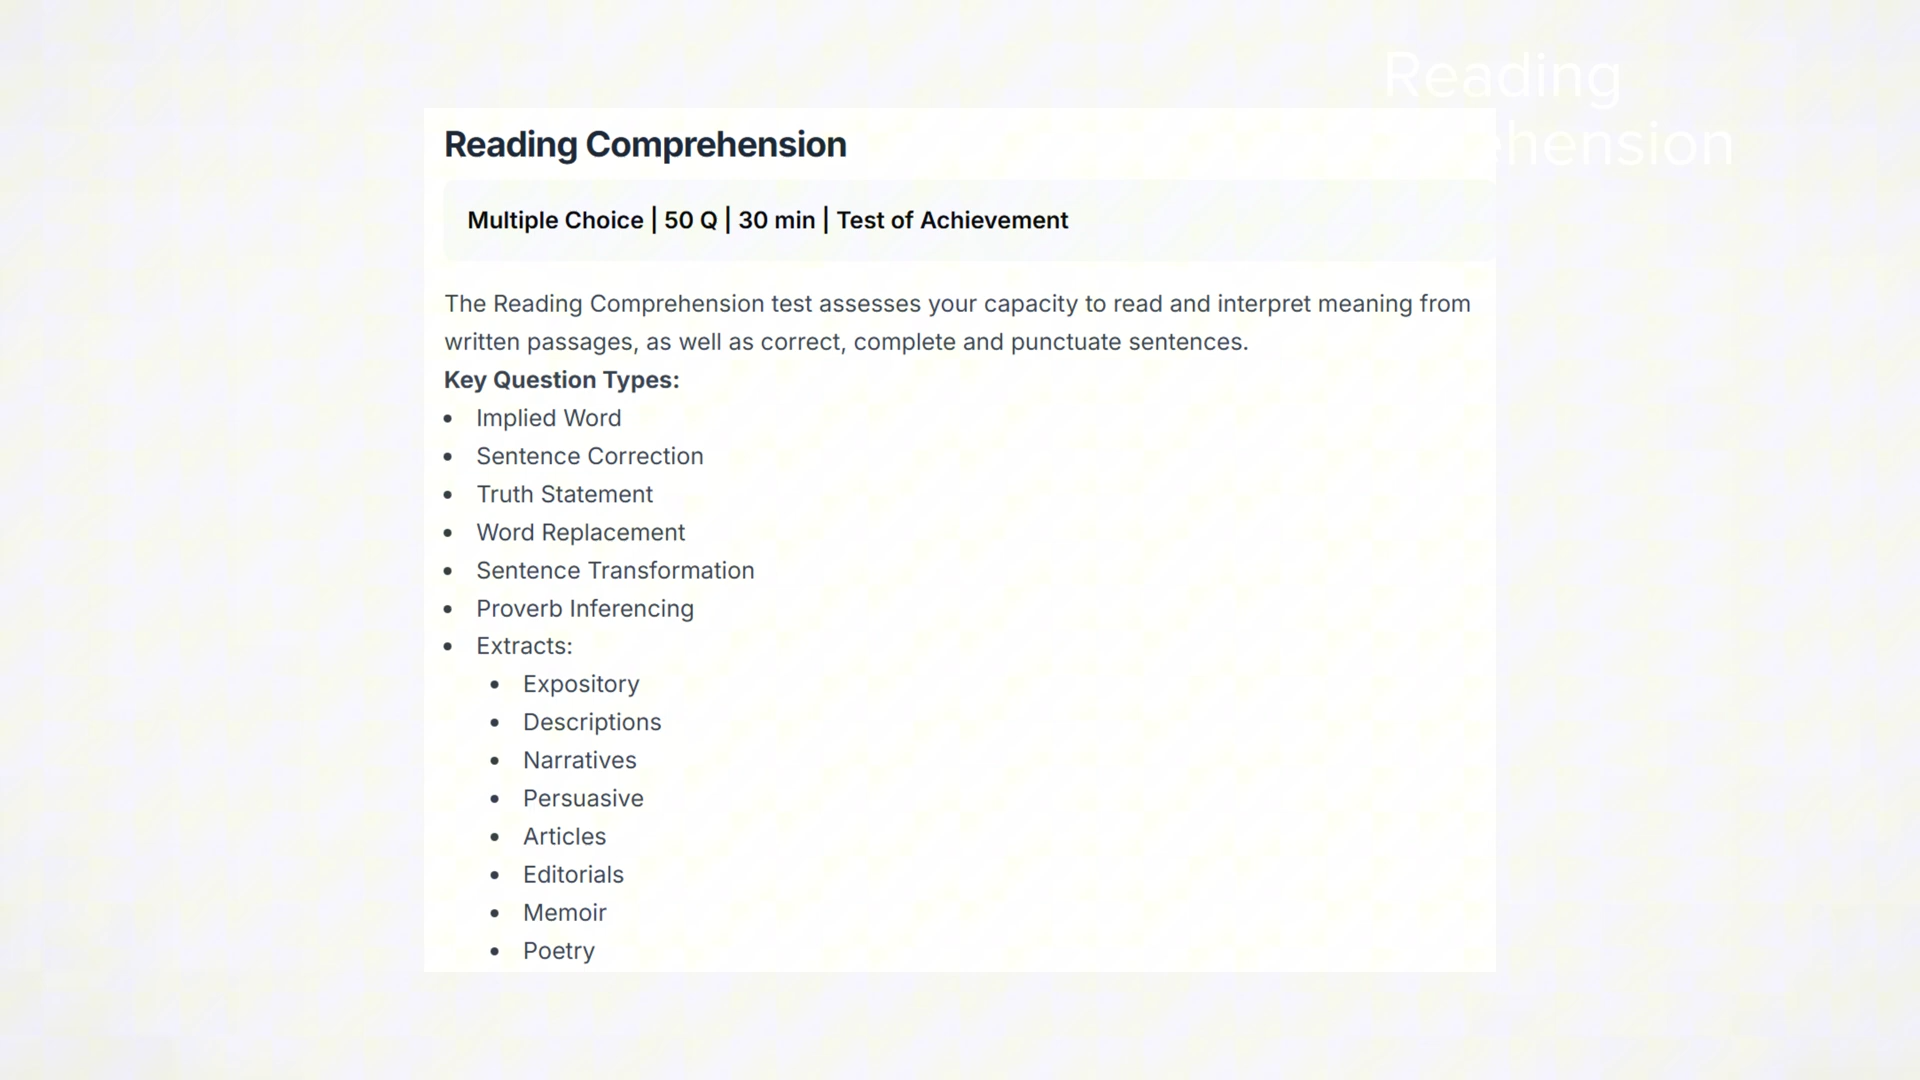 Reading
hension
Reading Comprehension
Multiple Choice | 50 Q | 30 min | Test of Achievement
The Reading Comprehension test assesses your capacity to read and interpret meaning from
written passages, as well as correct, complete and punctuate sentences.
Key Question Types:
• Implied Word
• Sentence Correction
• Truth Statement
• Word Replacement
• Sentence Transformation
• Proverb Inferencing
• Extracts:
• Expository
• Descriptions
• Narratives
• Persuasive
• Articles
• Editorials
• Memoir
• Poetry